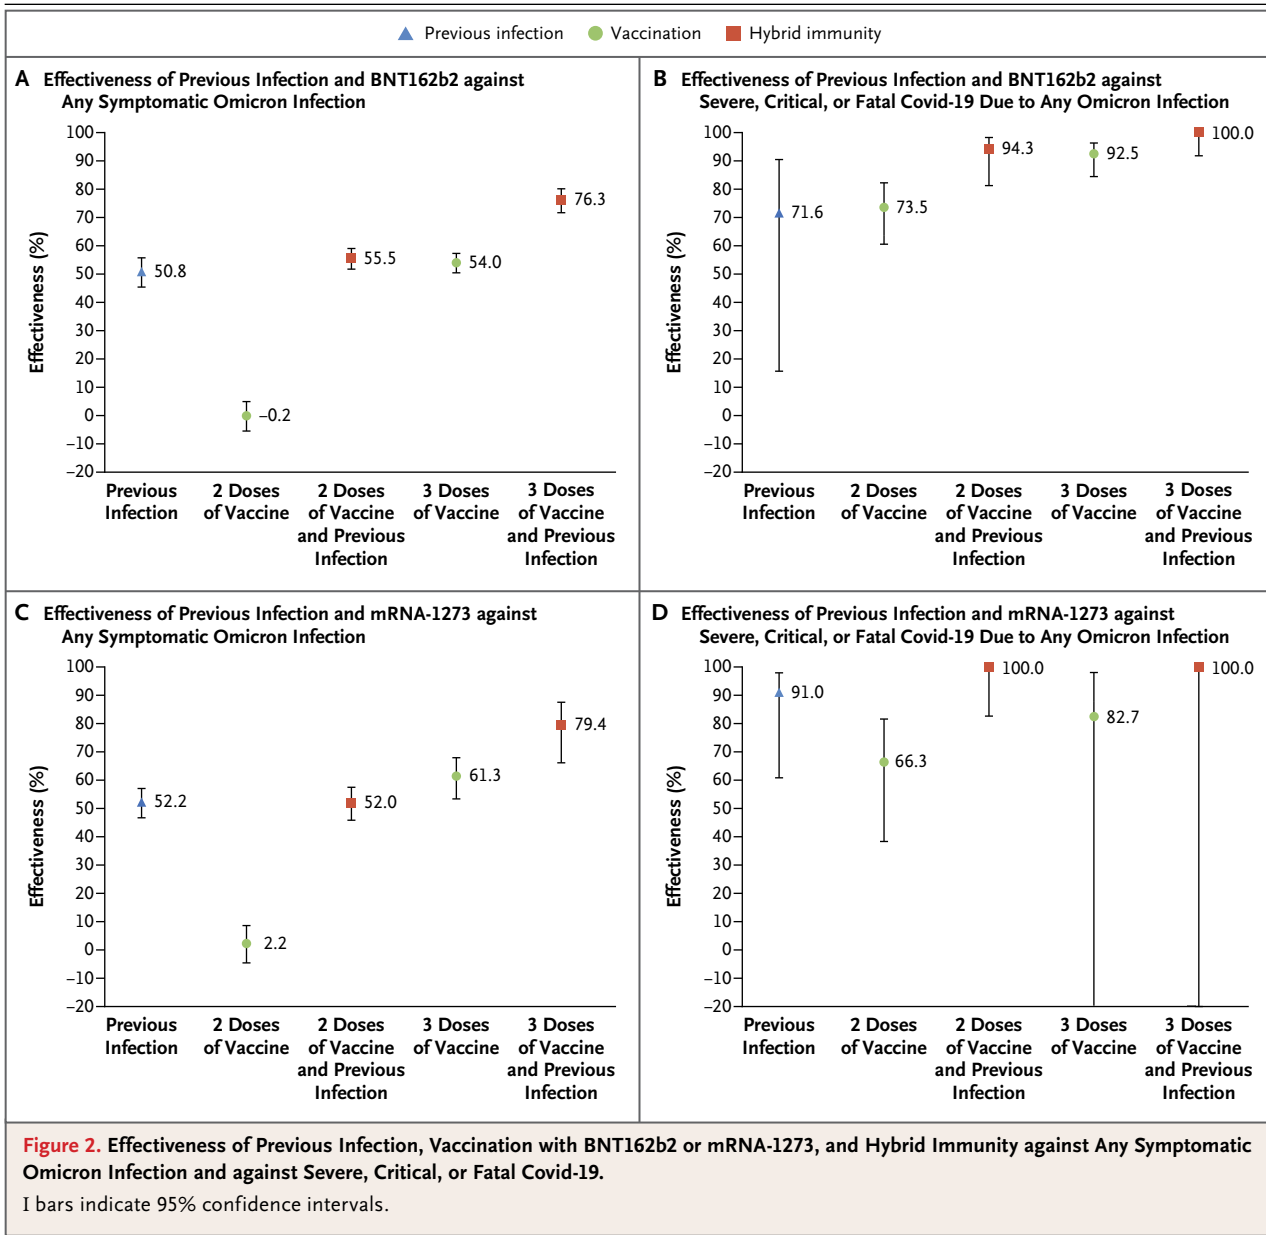 Previous infection Vaccination Hybrid immunity
A Effectiveness of Previous Infection and BNT162b2 against
Any Symptomatic Omicron Infection
Effectiveness (%)
100
90
80
70
60
50
40
30
20
10
0
–10
–20
50.8
–0.2
55.5
54.0
76.3
Previous
Infection
2 Doses
of Vaccine
2 Doses
of Vaccine
and Previous
Infection
3 Doses
of Vaccine
3 Doses
of Vaccine
and Previous
Infection
B Effectiveness of Previous Infection and BNT162b2 against
Severe, Critical, or Fatal Covid-19 Due to Any Omicron Infection
Effectiveness (%)
100
90
80
70
60
50
40
30
20
10
0
–10
–20
71.6
73.5
94.3
92.5
100.0
Previous
Infection
2 Doses
of Vaccine
2 Doses
of Vaccine
and Previous
Infection
3 Doses
of Vaccine
3 Doses
of Vaccine
and Previous
Infection
C Effectiveness of Previous Infection and mRNA-1273 against
Any Symptomatic Omicron Infection
Effectiveness (%)
100
90
80
70
60
50
40
30
20
10
0
–10
–20
52.2
2.2
52.0
61.3
79.4
Previous
Infection
2 Doses
of Vaccine
2 Doses
of Vaccine
and Previous
Infection
3 Doses
of Vaccine
3 Doses
of Vaccine
and Previous
Infection
D Effectiveness of Previous Infection and mRNA-1273 against
Severe, Critical, or Fatal Covid-19 Due to Any Omicron Infection
Effectiveness (%)
100
90
80
70
60
50
40
30
20
10
0
–10
–20
91.0
66.3
100.0
82.7
100.0
Previous
Infection
2 Doses
of Vaccine
2 Doses
of Vaccine
and Previous
Infection
3 Doses
of Vaccine
3 Doses
of Vaccine
and Previous
Infection
Figure 2. Effectiveness of Previous Infection, Vaccination with BNT162b2 or mRNA-1273, and Hybrid Immunity against Any Symptomatic
Omicron Infection and against Severe, Critical, or Fatal Covid-19.
I bars indicate 95% confidence intervals.